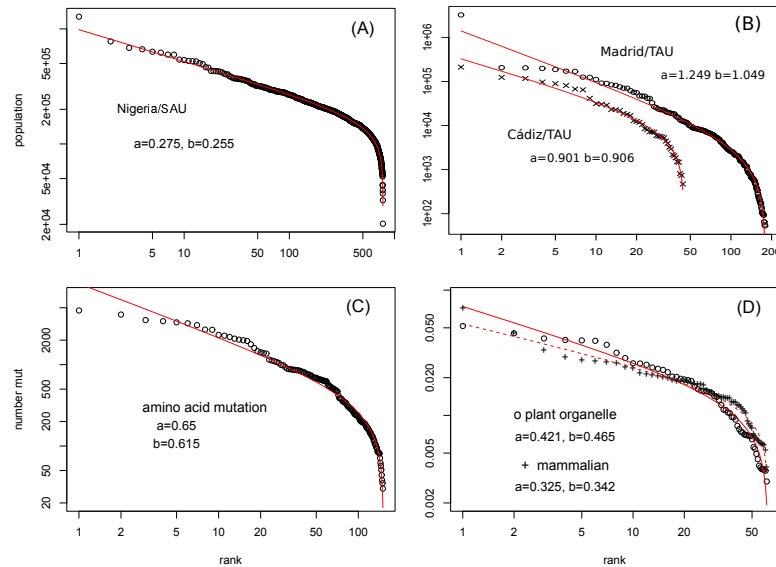 (A)
population
5e+05
2e+05
5e+04
2e+04
Nigeria/SAU
a=0.275, b=0.255
1
5
10
50
100
500
(B)
1e+06
1e+05
1e+04
1e+03
1e+02
Madrid/TAU
a=1.249 b=1.049
Cádiz/TAU
a=0.901 b=0.906
1
2
5
10
20
50
100
200
(C)
number mut
2000
500
200
50
20
amino acid mutation
a=0.65
b=0.615
1
2
5
10
20
50
100
rank
(D)
0.050
0.020
0.005
0.002
o plant organelle
a=0.421, b=0.465
+ mammalian
a=0.325, b=0.342
1
2
5
10
20
50
rank